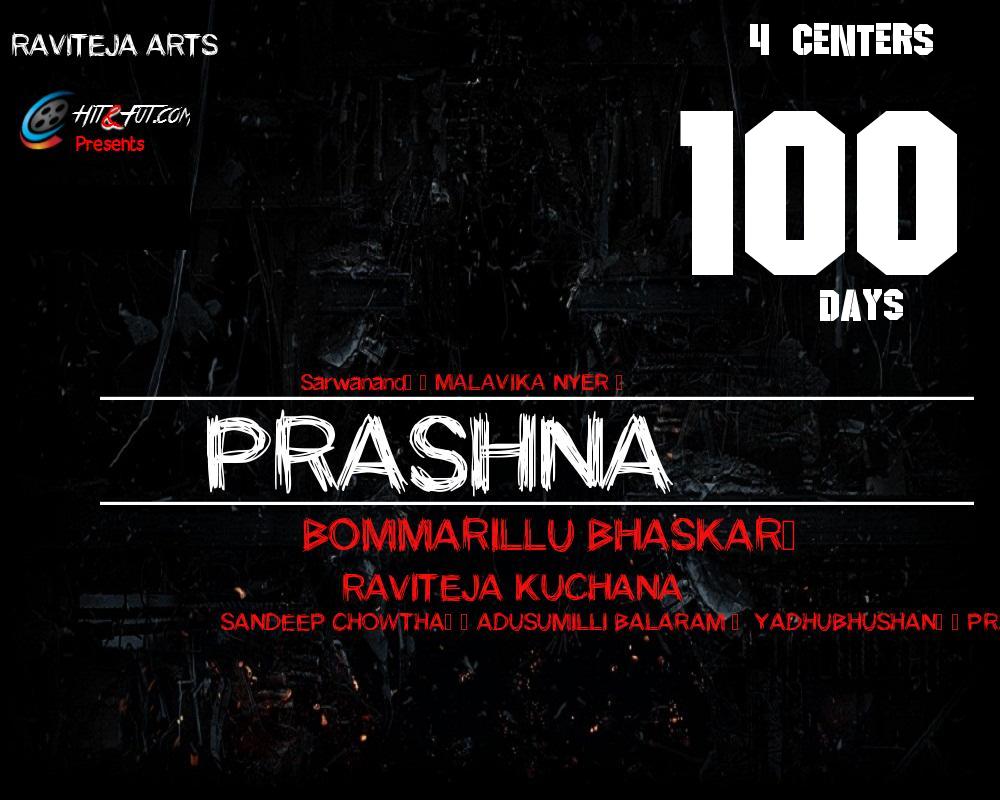 RAVITEJA ARTS
4 CENTERS
HIT&FUT.COM
Presents
100
DAYS
Sarwanand▯ ▯ MALAVIKA NYER ▯
PRASHNA
BOMMARILLU BHASKAR▯
RAVITEJA KUCHANA
SANDEEP CHOWTHA▯ ▯ ADUSUMILLI BALARAM ▯ YADHUBHUSHAN▯ ▯ PR